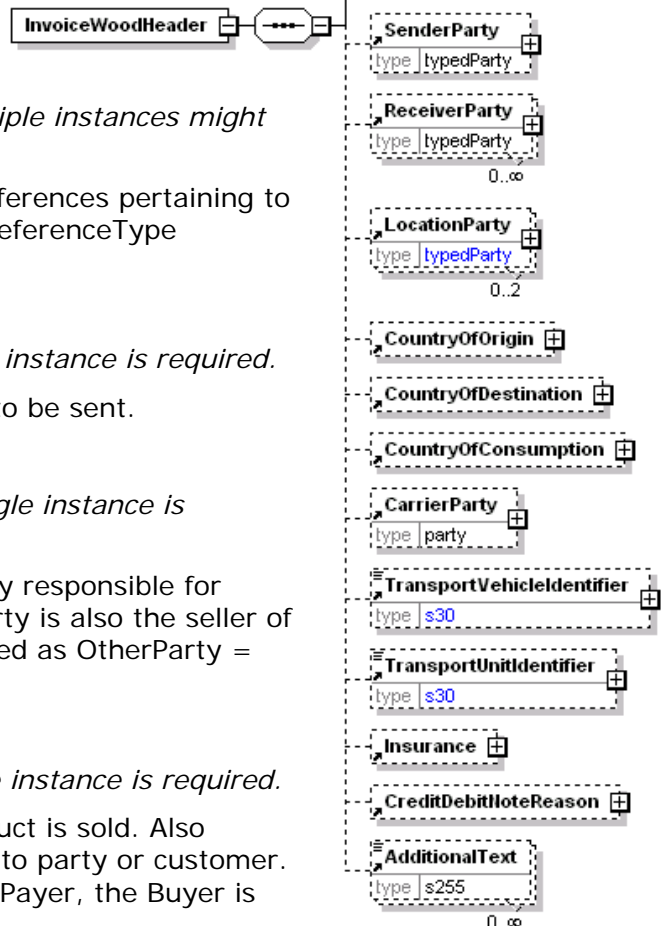 InvoiceWoodHeader
iple instances might
ferences pertaining to
eferenceType
instance is required.
to be sent.
gle instance is
y responsible for
rty is also the seller of
ed as OtherParty =
e instance is required.
uct is sold. Also
to party or customer.
Payer, the Buyer is
SenderParty
type typedParty
ReceiverParty
type typedParty
0..∞
LocationParty
type typedParty
0..2
CountryOfOrigin
CountryOfDestination
CountryOfConsumption
CarrierParty
type party
TransportVehicleIdentifier
type s30
TransportUnitIdentifier
type s30
Insurance
CreditDebitNoteReason
AdditionalText
type s255
0..∞